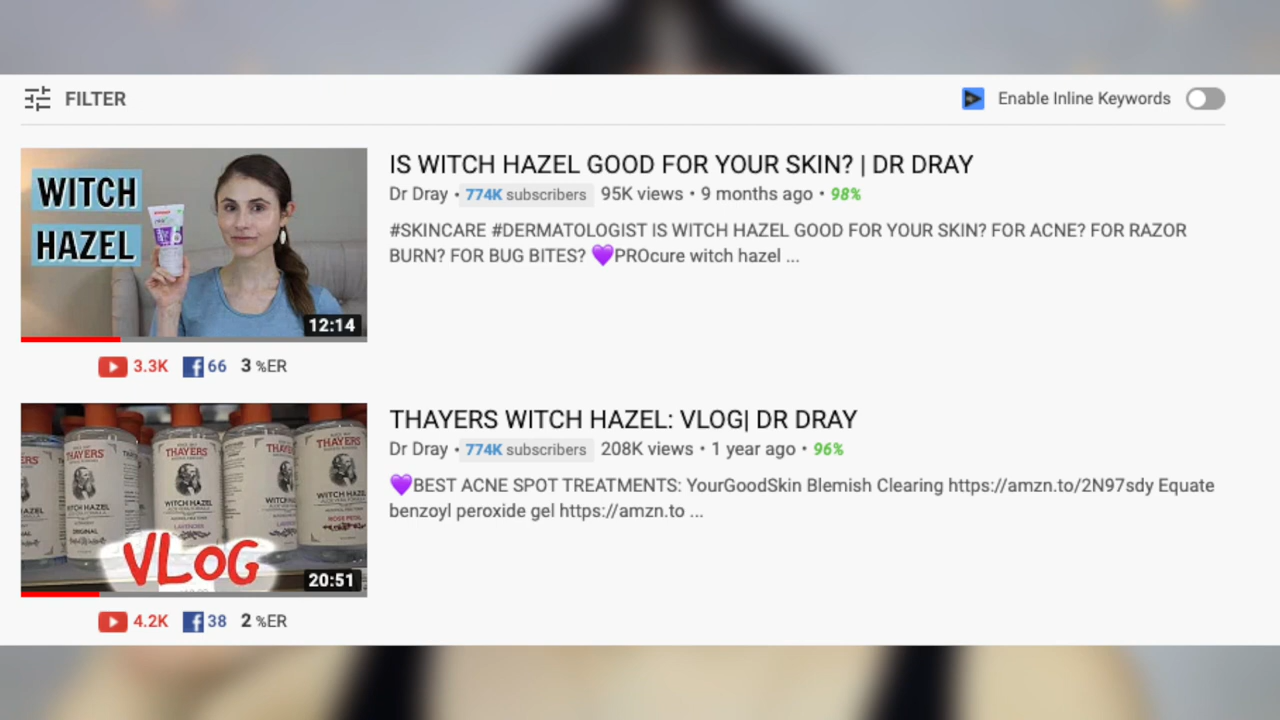 FILTER
Enable Inline Keywords
WITCH
HAZEL
12:14
IS WITCH HAZEL GOOD FOR YOUR SKIN? | DR DRAY
Dr Dray • 774K subscribers 95K views • 9 months ago • 98%
#SKINCARE #DERMATOLOGIST IS WITCH HAZEL GOOD FOR YOUR SKIN? FOR ACNE? FOR RAZOR
BURN? FOR BUG BITES? 💜PROcure witch hazel ...
3.3K 66 3 %ER
THAYERS
WITCH HAZEL
VLOG
20:51
THAYERS WITCH HAZEL: VLOG| DR DRAY
Dr Dray • 774K subscribers 208K views • 1 year ago • 96%
💜BEST ACNE SPOT TREATMENTS: YourGoodSkin Blemish Clearing https://amzn.to/2N97sdy Equate
benzoyl peroxide gel https://amzn.to ...
4.2K 38 2 %ER